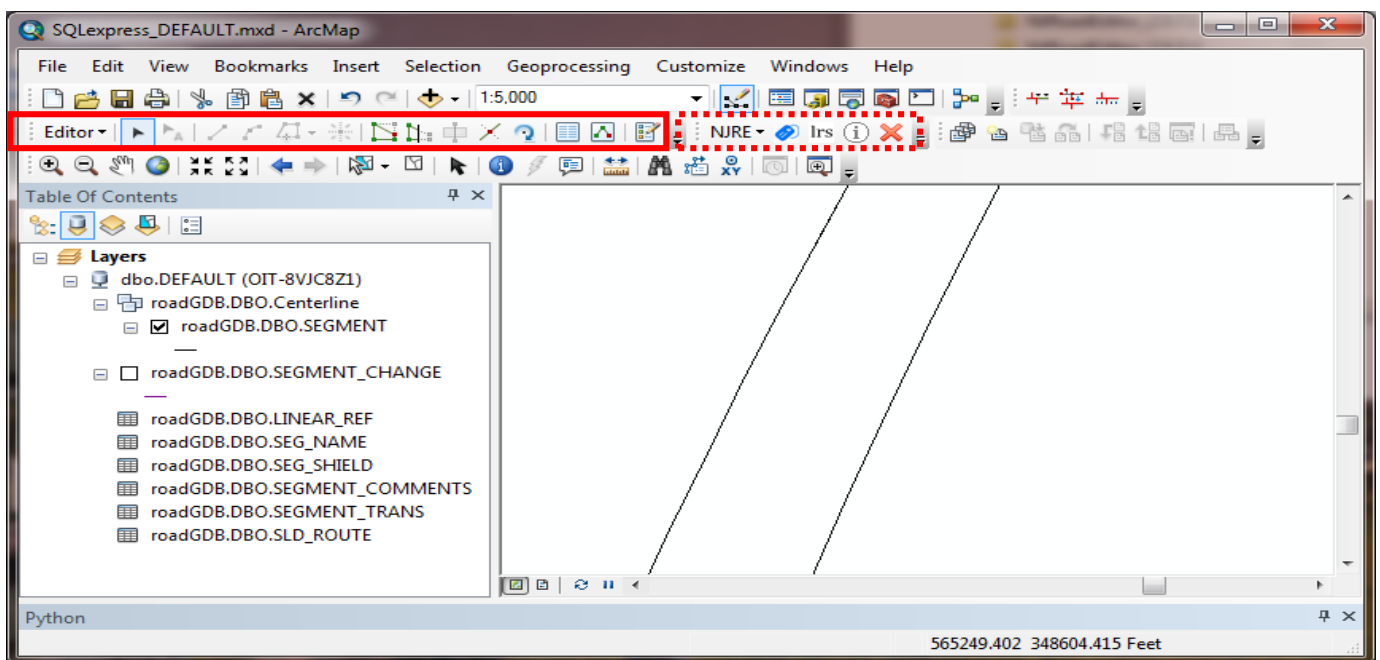 SQLexpress_DEFAULT.mxd - ArcMap
File Edit View Bookmarks Insert Selection Geoprocessing Customize Windows Help
1:5,000
Editor NJRE lrs
XY
Table Of Contents
Layers
dbo.DEFAULT (OIT-8VJC8Z1)
roadGDB.DBO.Centerline
roadGDB.DBO.SEGMENT
roadGDB.DBO.SEGMENT_CHANGE
roadGDB.DBO.LINEAR_REF
roadGDB.DBO.SEG_NAME
roadGDB.DBO.SEG_SHIELD
roadGDB.DBO.SEGMENT_COMMENTS
roadGDB.DBO.SEGMENT_TRANS
roadGDB.DBO.SLD_ROUTE
Python
565249.402 348604.415 Feet